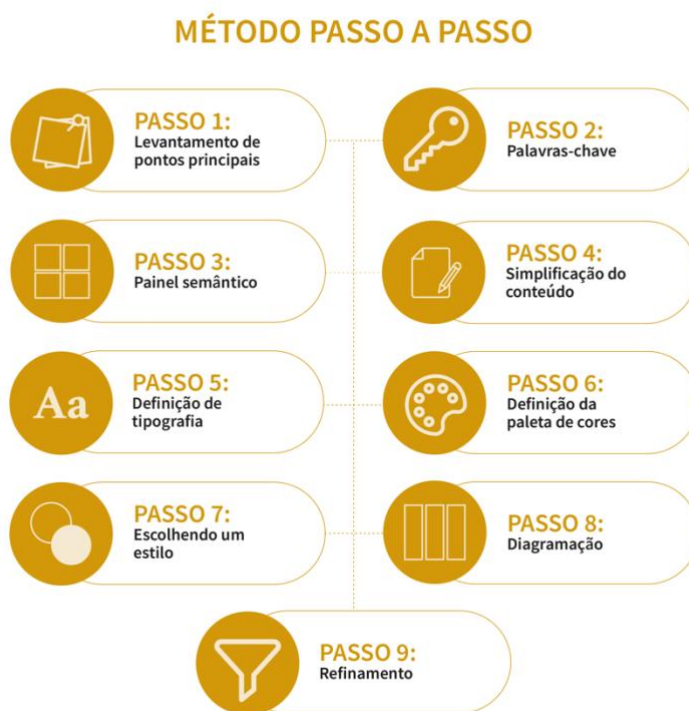 MÉTODO PASSO A PASSO
PASSO 1:
Levantamento de
pontos principais
PASSO 2:
Palavras-chave
PASSO 3:
Painel semântico
PASSO 4:
Simplificação do
conteúdo
Aa
PASSO 5:
Definição de
tipografia
PASSO 6:
Definição da
paleta de cores
PASSO 7:
Escolhendo um
estilo
PASSO 8:
Diagramação
PASSO 9:
Refinamento